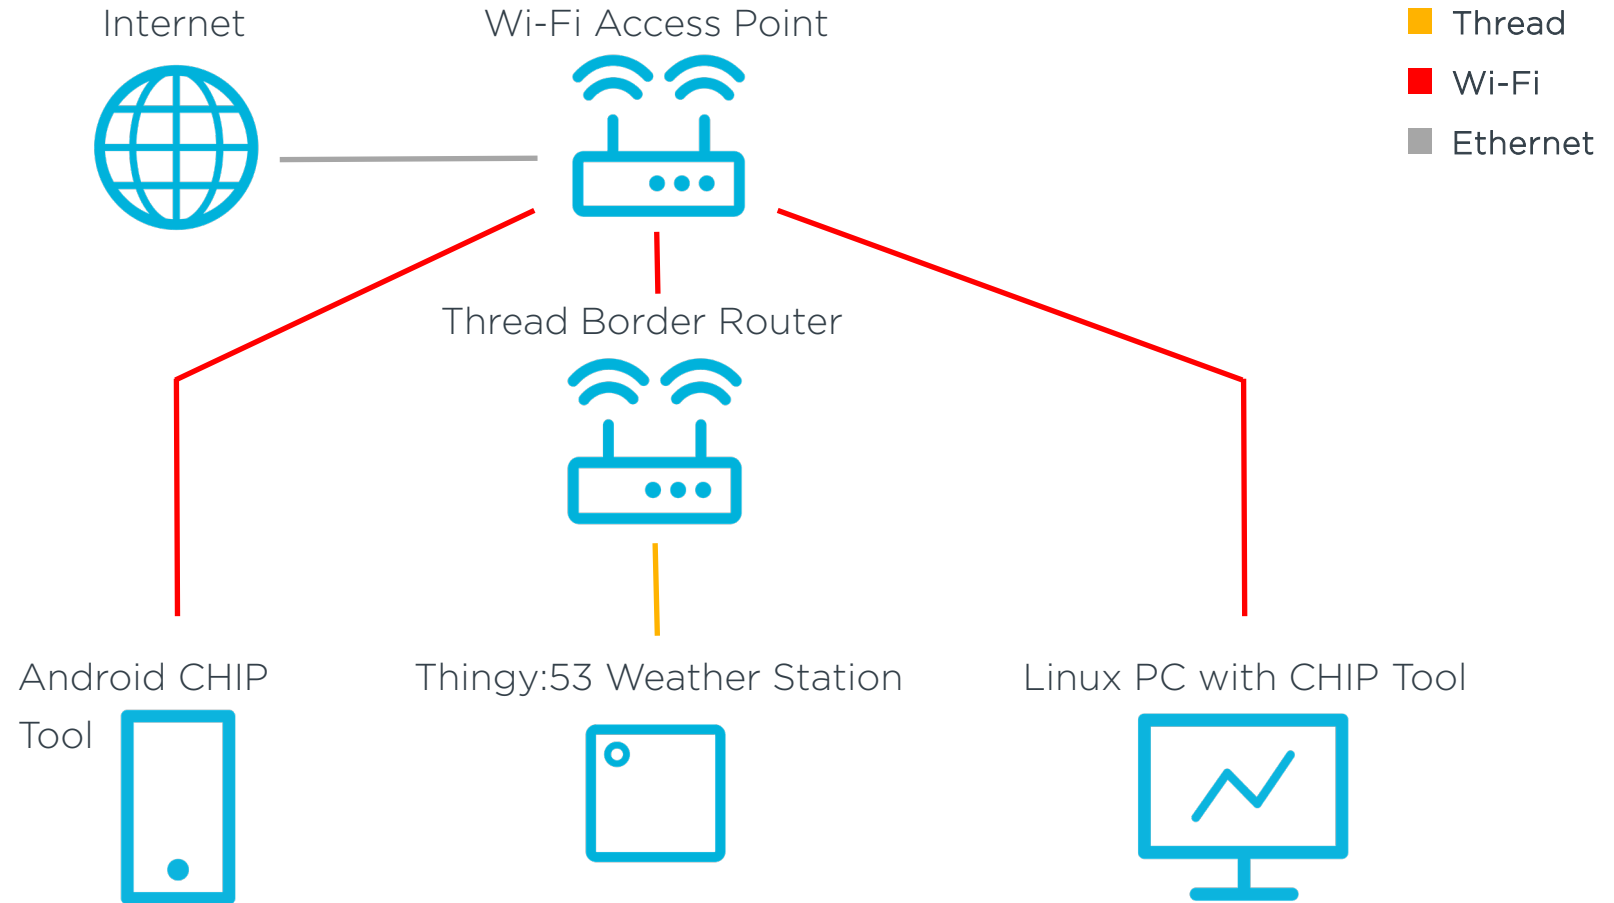 Internet
Wi-Fi Access Point
Thread
Wi-Fi
Ethernet
Thread Border Router
Android CHIP
Tool
Thingy:53 Weather Station
Linux PC with CHIP Tool